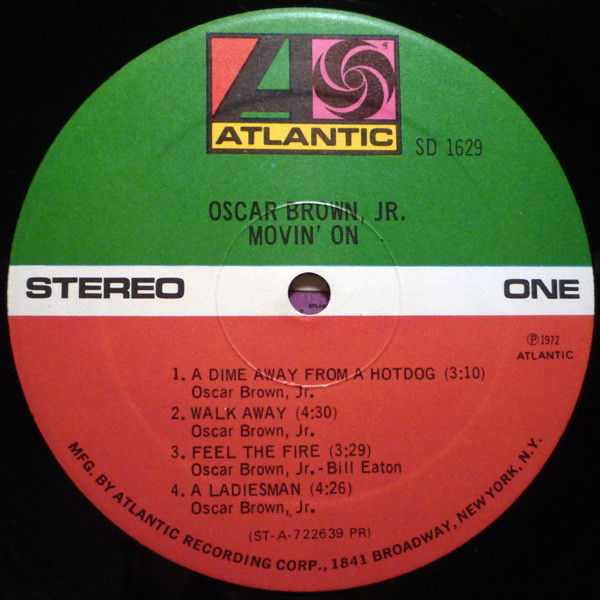 ATLANTIC
SD 1629
OSCAR BROWN, JR.
MOVIN' ON
STEREO
ONE
Ⓟ1972
ATLANTIC
1. A DIME AWAY FROM A HOTDOG (3:10)
Oscar Brown, Jr.
2. WALK AWAY (4:30)
Oscar Brown, Jr.
3. FEEL THE FIRE (3:29)
Oscar Brown, Jr.-Bill Eaton
4. A LADIESMAN (4:26)
Oscar Brown, Jr.
(ST-A-722639 PR)
MFG. BY ATLANTIC RECORDING CORP., 1841 BROADWAY, NEW YORK, N.Y.